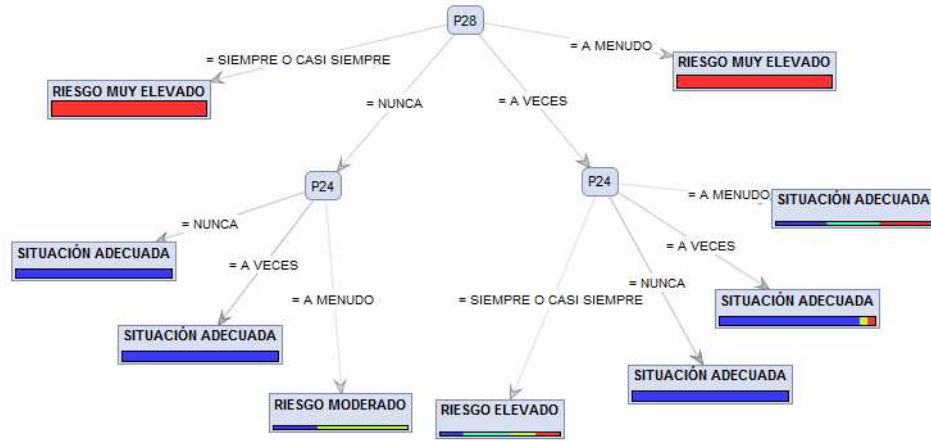 P28
= SIEMPRE O CASI SIEMPRE
= A MENUDO
RIESGO MUY ELEVADO
RIESGO MUY ELEVADO
= NUNCA
= A VECES
P24
P24
= NUNCA
= A VECES
= A MENUDO
= A MENUDO
= A VECES
= NUNCA
= SIEMPRE O CASI SIEMPRE
SITUACIÓN ADECUADA
SITUACIÓN ADECUADA
SITUACIÓN ADECUADA
SITUACIÓN ADECUADA
SITUACIÓN ADECUADA
RIESGO MODERADO
RIESGO ELEVADO